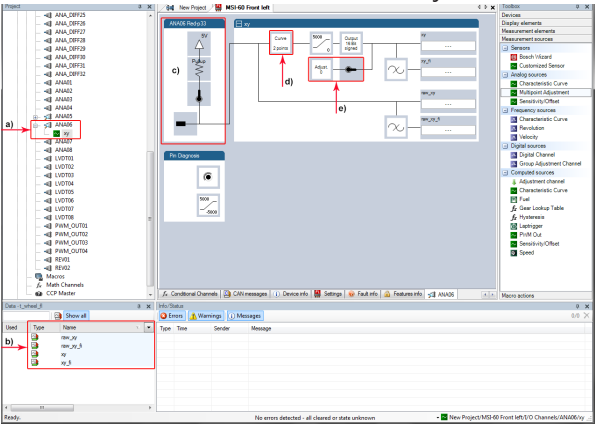 Project
ANA_DIFF25
ANA_DIFF26
ANA_DIFF27
ANA_DIFF28
ANA_DIFF29
ANA_DIFF30
ANA_DIFF31
ANA_DIFF32
ANA01
ANA02
ANA03
ANA04
ANA05
a)
ANA06
xy
ANA07
ANA08
LVDT01
LVDT02
LVDT03
LVDT04
LVDT05
LVDT06
LVDT07
LVDT08
PWM_OUT01
PWM_OUT02
PWM_OUT03
PWM_OUT04
REV01
REV02
Macros
Math Channels
CCP Master
New Project
MSI-60 Front left
ANA06 Red-p33
5V
Pickup
c)
xy
Curve
2 points
5000
0
Output
16 Bit
signed
Adjust
0
d)
e)
xy
...
xy_fi
...
raw_xy
...
raw_xy_fi
...
Pin Diagnosis
5000
-5000
Conditional Channels
CAN messages
Device info
Settings
Fault info
Features info
ANA06
Toolbox
Devices
Display elements
Measurement elements
Measurement sources
Sensors
Bosch Wizard
Customized Sensor
Analog sources
Characteristic Curve
Multipoint Adjustment
Sensitivity/Offset
Frequency sources
Characteristic Curve
Revolution
Velocity
Digital sources
Digital Channel
Group Adjustment Channel
Computed sources
Adjustment channel
Characteristic Curve
Fuel
Gear Lookup Table
Hysteresis
Laptrigger
PWM Out
Sensitivity/Offset
Speed
Macro actions
Data - t_wheel_fl
Show all
Used Type Name
b)
raw_xy
raw_xy_fi
xy
xy_fi
Info/Status
Errors
Warnings
Messages
0/0
Type Time Sender Message
Ready.
No errors detected - all cleared or state unknown
New Project/MSI-60 Front left/I/O Channels/ANA06/xy